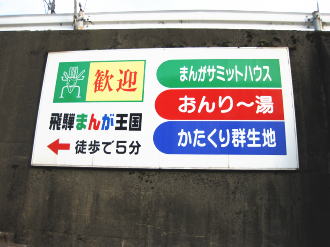 歓迎
飛騨まんが王国
徒歩で5分
まんがサミットハウス
おんり〜湯
かたくり群生地